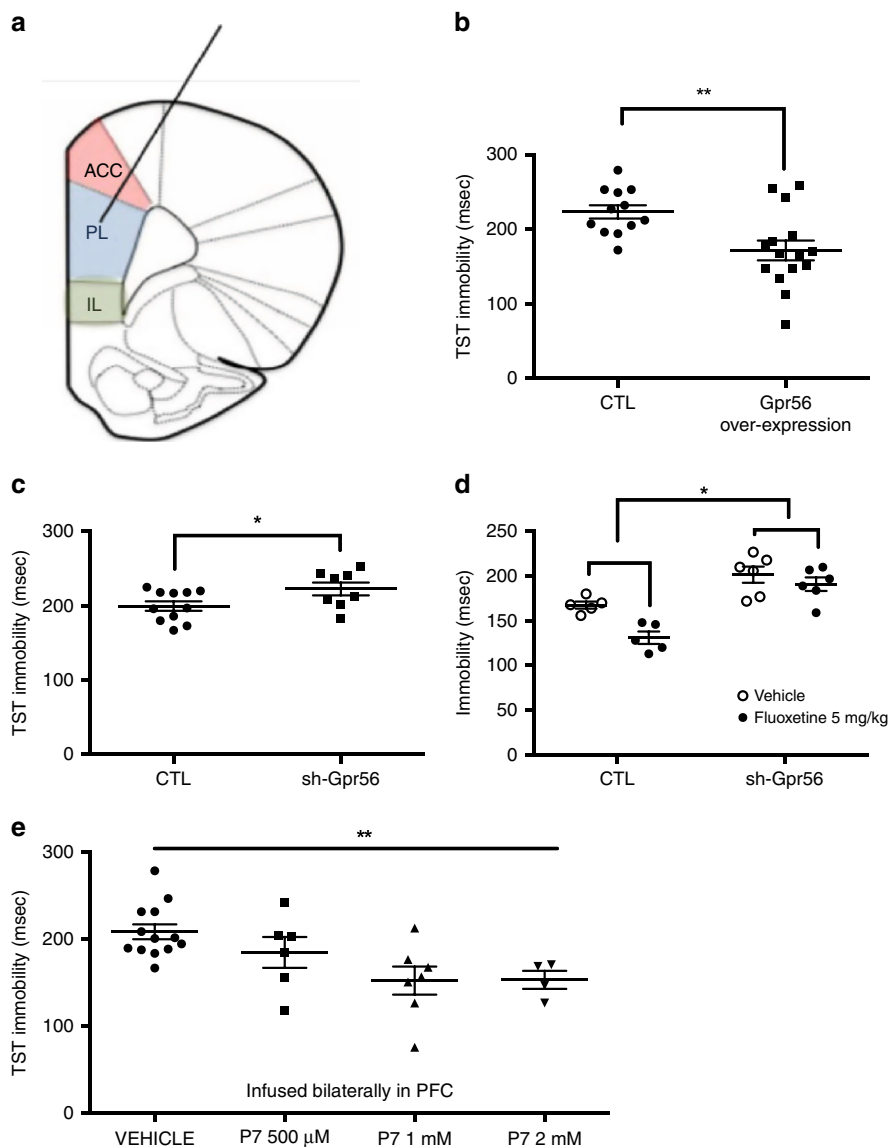 a
ACC
PL
IL
b
TST immobility (msec)
300
200
100
0
**
CTL
Gpr56
over-expression
c
TST immobility (msec)
300
200
100
0
*
CTL
sh-Gpr56
d
Immobility (msec)
250
200
150
100
50
0
*
Vehicle
Fluoxetine 5 mg/kg
CTL
sh-Gpr56
e
TST immobility (msec)
300
200
100
0
**
Infused bilaterally in PFC
VEHICLE
P7 500 μM
P7 1 mM
P7 2 mM